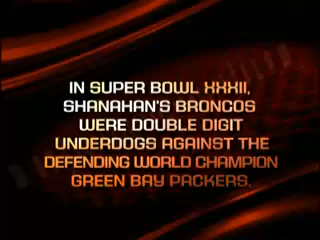 IN SUPER BOWL XXXII,
SHANAHAN'S BRONCOS
WERE DOUBLE DIGIT
UNDERDOGS AGAINST THE
DEFENDING WORLD CHAMPION
GREEN BAY PACKERS.